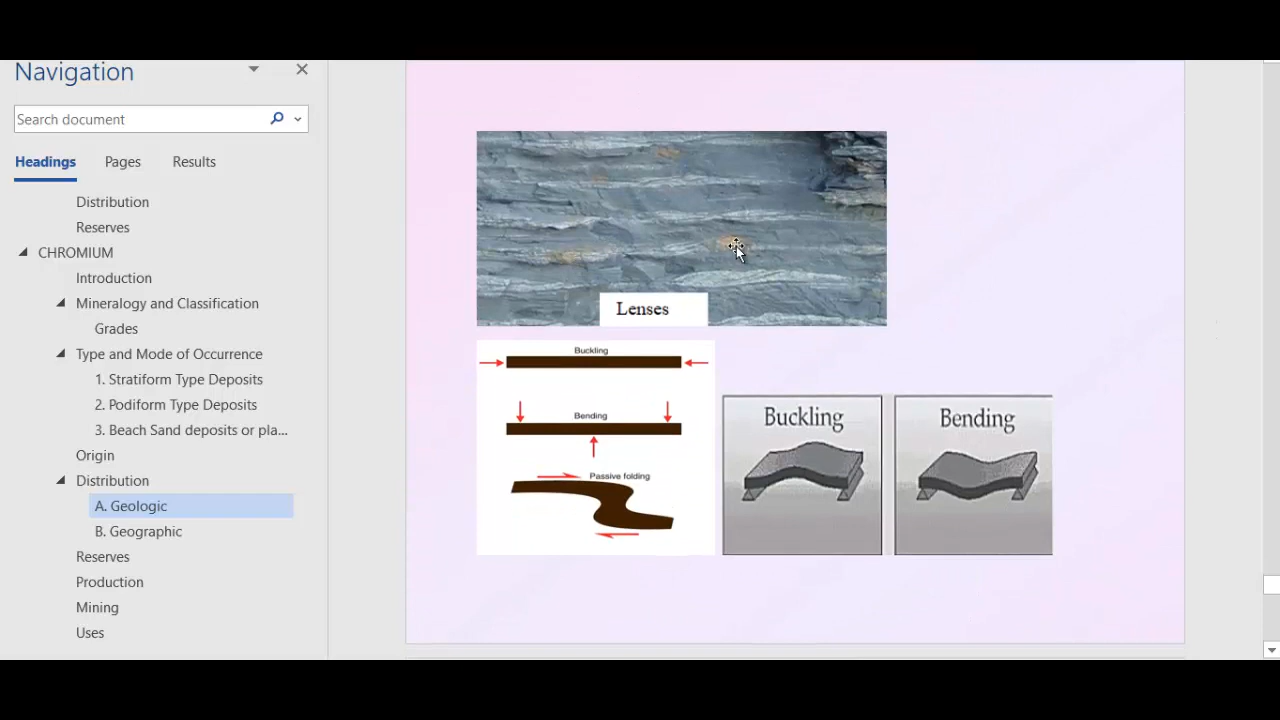 Navigation
Search document
Headings Pages Results
Distribution
Reserves
CHROMIUM
Introduction
Mineralogy and Classification
Grades
Type and Mode of Occurrence
1. Stratiform Type Deposits
2. Podiform Type Deposits
3. Beach Sand deposits or pla...
Origin
Distribution
A. Geologic
B. Geographic
Reserves
Production
Mining
Uses
Lenses
Buckling
Bending
Passive folding
Buckling
Bending